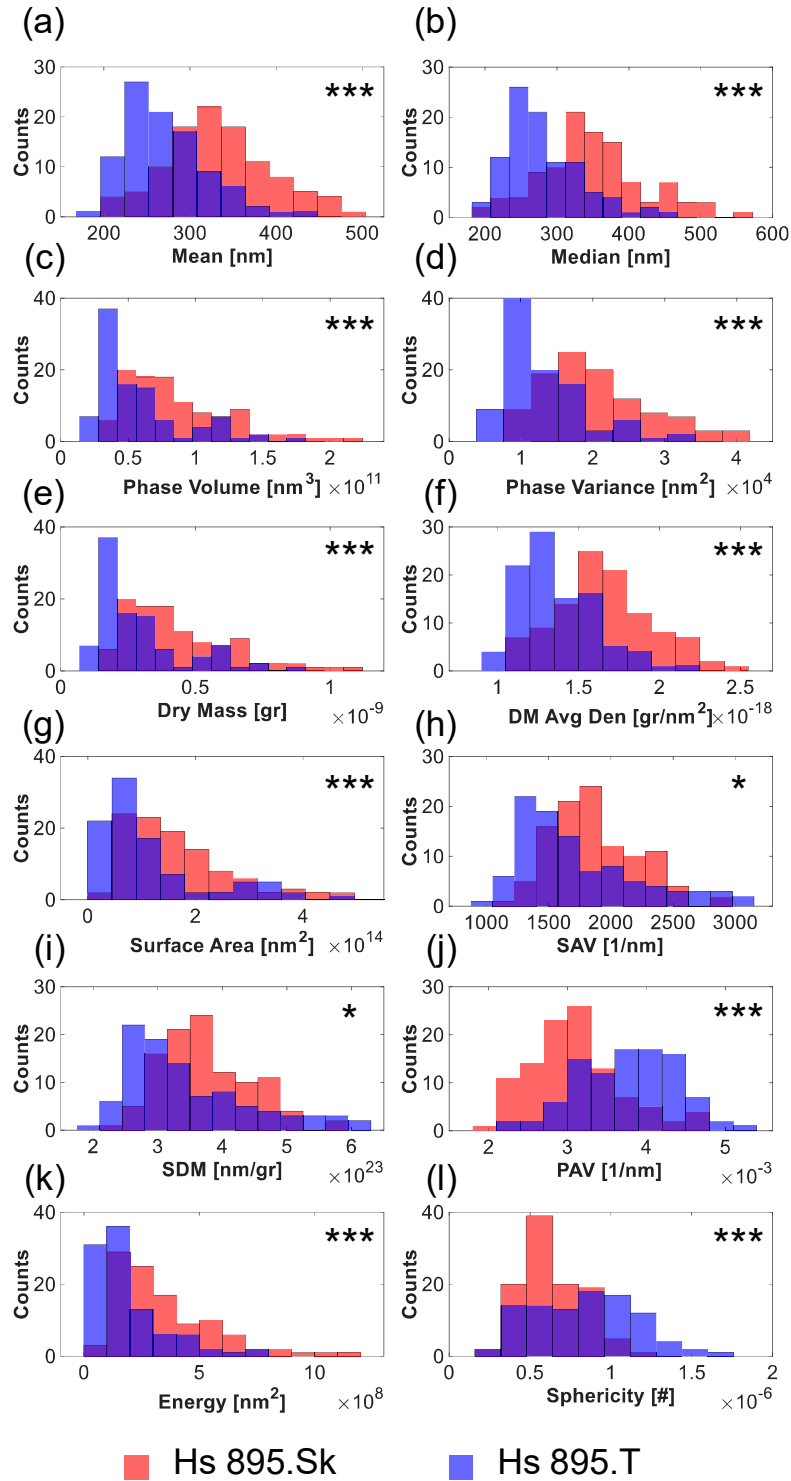 (a) (b)
30 *** 30 ***
20 20
10 10
0 0
Counts Counts
200 300 400 500 200 300 400 500 600
Mean [nm] Median [nm]
(c) (d)
40 *** 40 ***
20 20
0 0
Counts Counts
0 0.5 1 1.5 2 0 1 2 3 4
Phase Volume [nm³] ×10¹¹ Phase Variance [nm²] ×10⁴
(e) (f)
40 *** 30 ***
20 20
10
0 0
Counts Counts
0 0.5 1 1 1.5 2 2.5
Dry Mass [gr] ×10⁻⁹ DM Avg Den [gr/nm²] ×10⁻¹⁸
(g) (h)
40 *** 30 *
20 20
10
0 0
Counts Counts
0 2 4 1000 1500 2000 2500 3000
Surface Area [nm²] ×10¹⁴ SAV [1/nm]
(i) (j)
30 * 30 ***
20 20
10 10
0 0
Counts Counts
2 3 4 5 6 2 3 4 5
SDM [nm/gr] ×10²³ PAV [1/nm] ×10⁻³
(k) (l)
40 *** 40 ***
20 20
0 0
Counts Counts
0 5 10 0 0.5 1 1.5 2
Energy [nm²] ×10⁸ Sphericity [#] ×10⁻⁶
Hs 895.Sk Hs 895.T